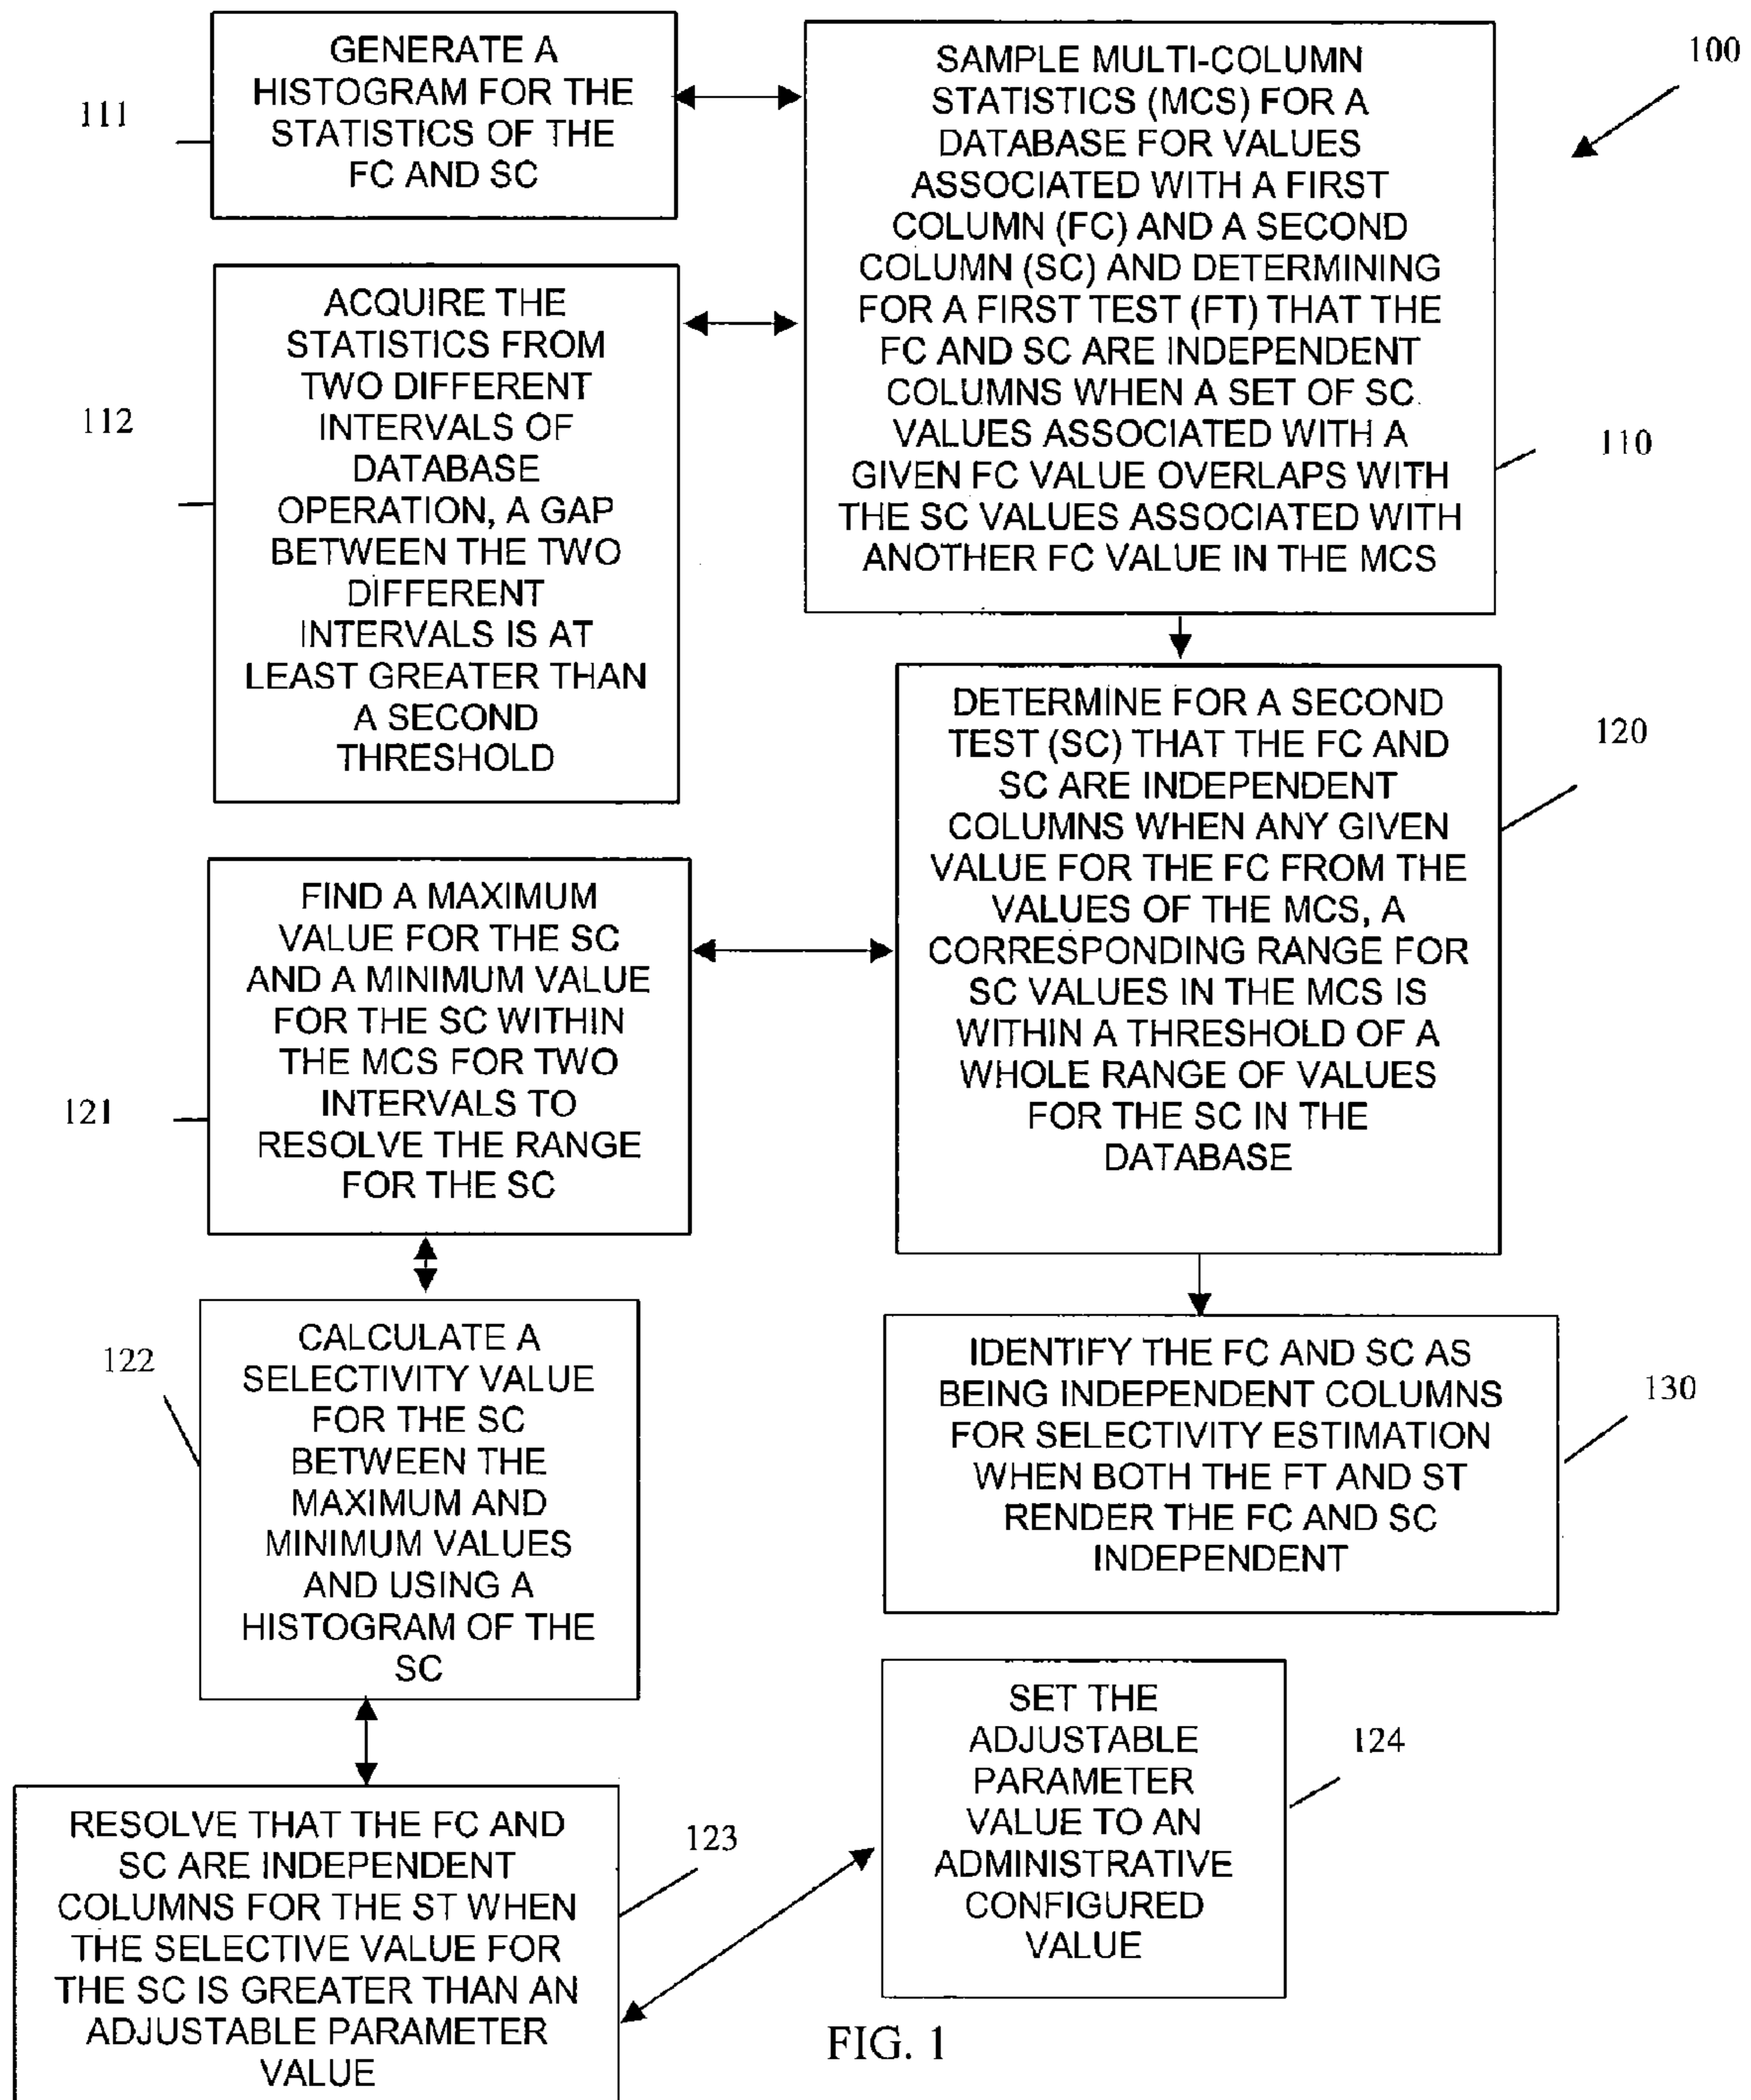 100
GENERATE A
HISTOGRAM FOR THE
STATISTICS OF THE
FC AND SC
111
SAMPLE MULTI-COLUMN
STATISTICS (MCS) FOR A
DATABASE FOR VALUES
ASSOCIATED WITH A FIRST
COLUMN (FC) AND A SECOND
COLUMN (SC) AND DETERMINING
FOR A FIRST TEST (FT) THAT THE
FC AND SC ARE INDEPENDENT
COLUMNS WHEN A SET OF SC
VALUES ASSOCIATED WITH A
GIVEN FC VALUE OVERLAPS WITH
THE SC VALUES ASSOCIATED WITH
ANOTHER FC VALUE IN THE MCS
110
ACQUIRE THE
STATISTICS FROM
TWO DIFFERENT
INTERVALS OF
DATABASE
OPERATION, A GAP
BETWEEN THE TWO
DIFFERENT
INTERVALS IS AT
LEAST GREATER THAN
A SECOND
THRESHOLD
112
DETERMINE FOR A SECOND
TEST (SC) THAT THE FC AND
SC ARE INDEPENDENT
COLUMNS WHEN ANY GIVEN
VALUE FOR THE FC FROM THE
VALUES OF THE MCS, A
CORRESPONDING RANGE FOR
SC VALUES IN THE MCS IS
WITHIN A THRESHOLD OF A
WHOLE RANGE OF VALUES
FOR THE SC IN THE
DATABASE
120
FIND A MAXIMUM
VALUE FOR THE SC
AND A MINIMUM VALUE
FOR THE SC WITHIN
THE MCS FOR TWO
INTERVALS TO
RESOLVE THE RANGE
FOR THE SC
121
CALCULATE A
SELECTIVITY VALUE
FOR THE SC
BETWEEN THE
MAXIMUM AND
MINIMUM VALUES
AND USING A
HISTOGRAM OF THE
SC
122
IDENTIFY THE FC AND SC AS
BEING INDEPENDENT COLUMNS
FOR SELECTIVITY ESTIMATION
WHEN BOTH THE FT AND ST
RENDER THE FC AND SC
INDEPENDENT
130
RESOLVE THAT THE FC AND
SC ARE INDEPENDENT
COLUMNS FOR THE ST WHEN
THE SELECTIVE VALUE FOR
THE SC IS GREATER THAN AN
ADJUSTABLE PARAMETER
VALUE
123
SET THE
ADJUSTABLE
PARAMETER
VALUE TO AN
ADMINISTRATIVE
CONFIGURED
VALUE
124
FIG. 1